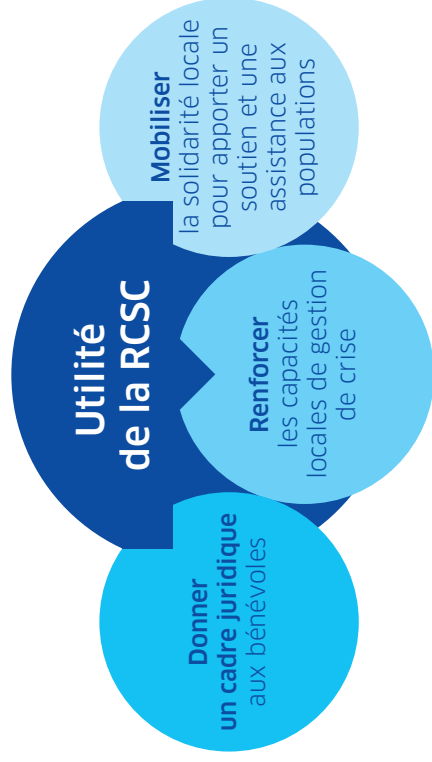 Utilité
de la RCSC
Donner
un cadre juridique
aux bénévoles
Renforcer
les capacités
locales de gestion
de crise
Mobiliser
la solidarité locale
pour apporter un
soutien et une
assistance aux
populations